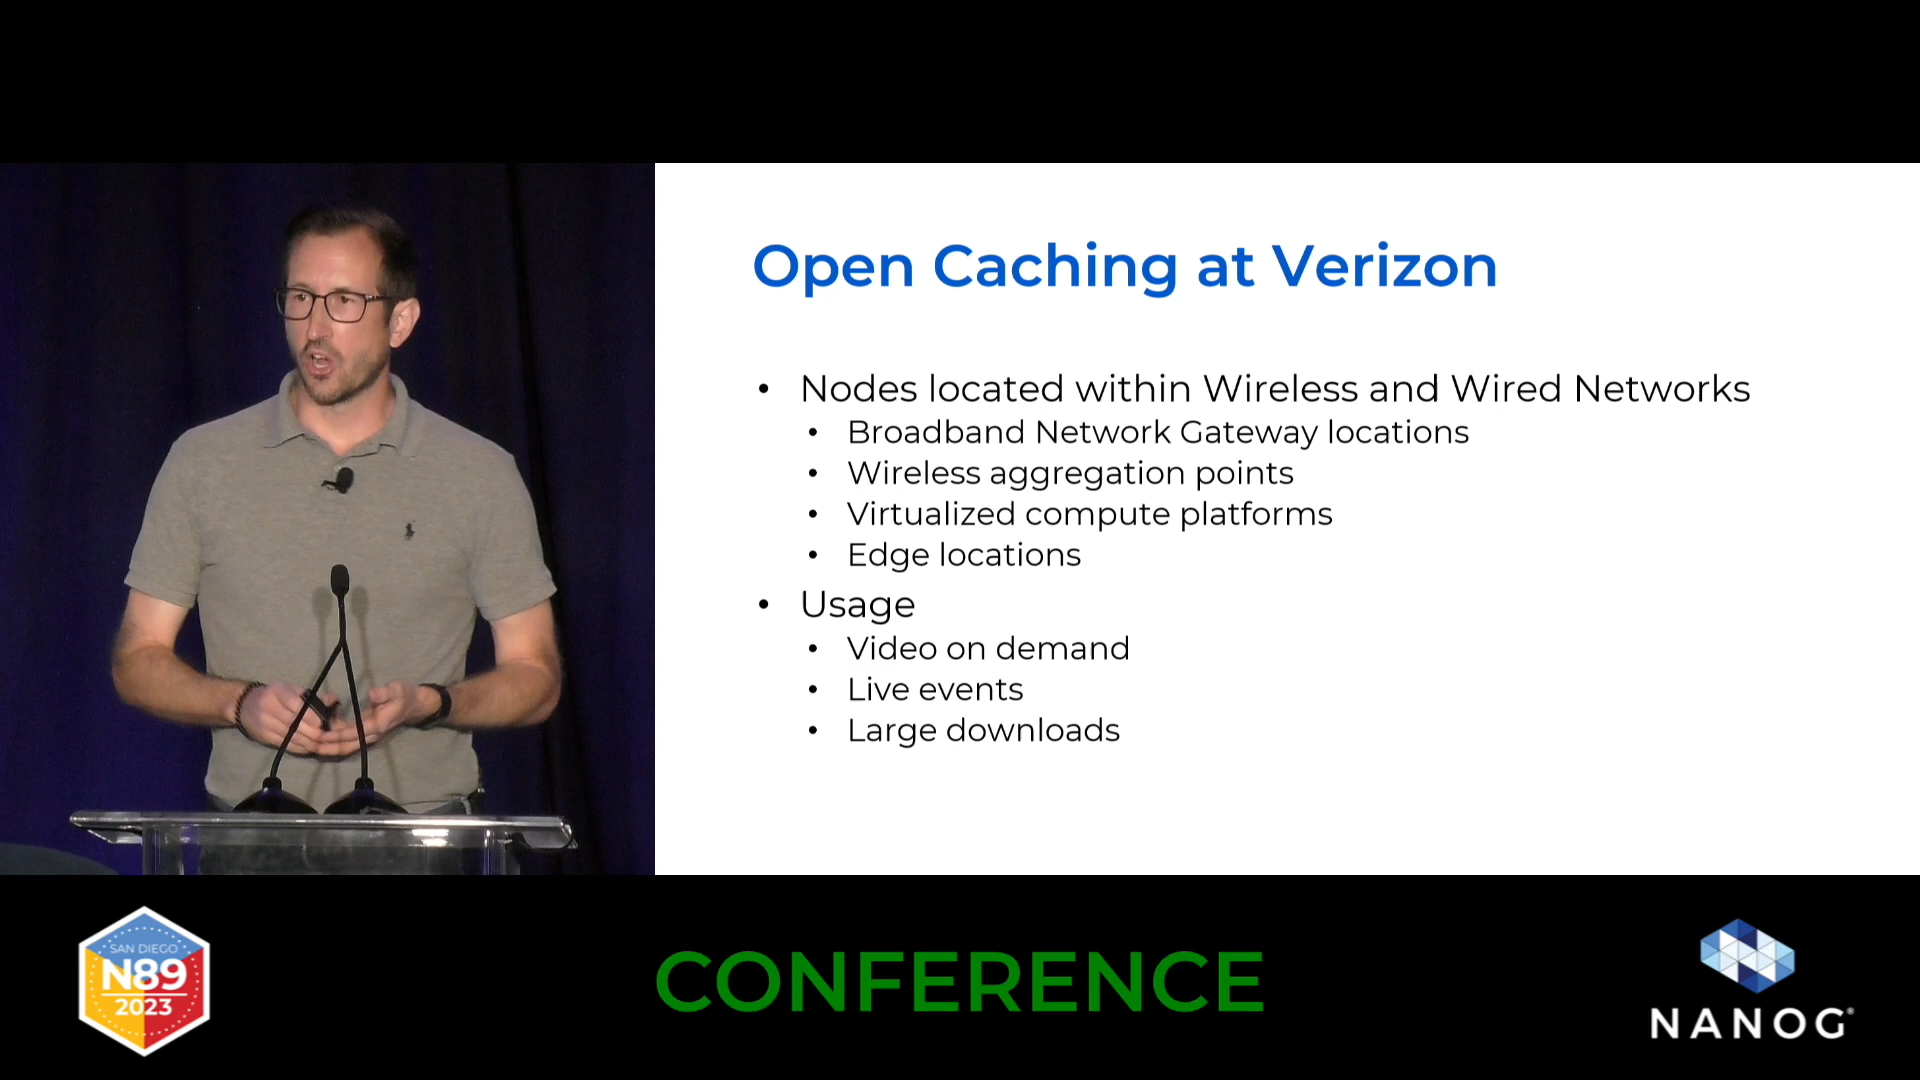 Open Caching at Verizon
• Nodes located within Wireless and Wired Networks
• Broadband Network Gateway locations
• Wireless aggregation points
• Virtualized compute platforms
• Edge locations
• Usage
• Video on demand
• Live events
• Large downloads
SAN DIEGO
N89
2023
CONFERENCE
NANOG®